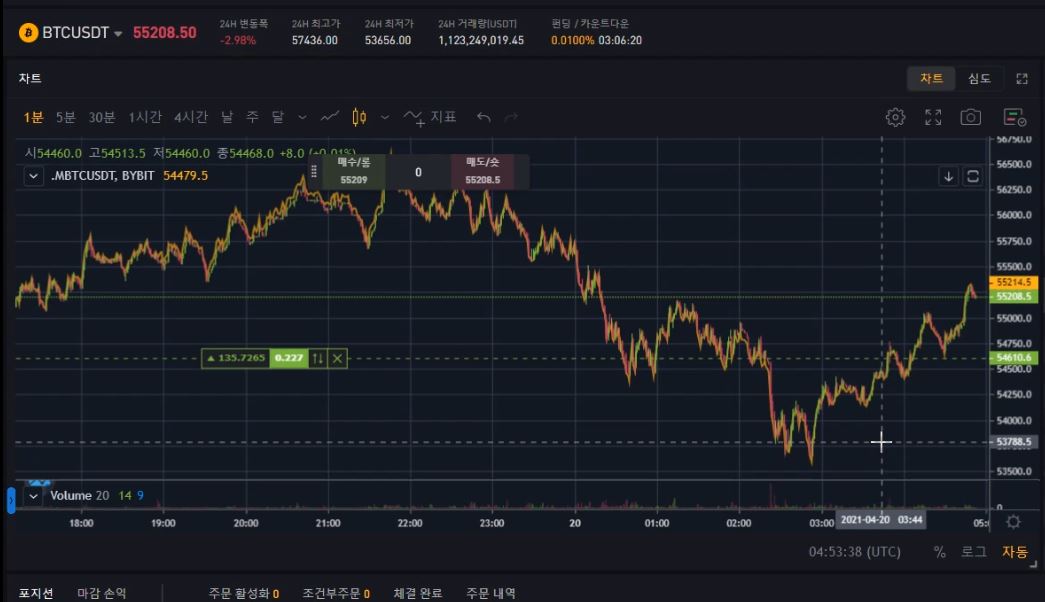 BTCUSDT 55208.50 24H 변동폭 24H 최고가 24H 최저가 24H 거래량(USDT) 펀딩 / 카운트다운
-2.98% 57436.00 53656.00 1,123,249,019.45 0.0100% 03:06:20
차트 차트 심도
1분 5분 30분 1시간 4시간 날 주 달 지표
시54460.0 고54513.5 저54460.0 종54468.0 +8.0 (+0.01%)
매수/롱 0 매도/숏
55209 55208.5
.MBTCUSDT, BYBIT 54479.5
56750.0
56500.0
56250.0
56000.0
55750.0
55500.0
55214.5
55208.5
55000.0
54750.0
135.7265 0.227 54610.6
54500.0
54250.0
54000.0
53788.5
53500.0
Volume 20 14 9
0
18:00 19:00 20:00 21:00 22:00 23:00 20 01:00 02:00 03:00 2021-04-20 03:44 05:
04:53:38 (UTC) % 로그 자동
포지션 마감 손익 주문 활성화 0 조건부주문 0 체결 완료 주문 내역